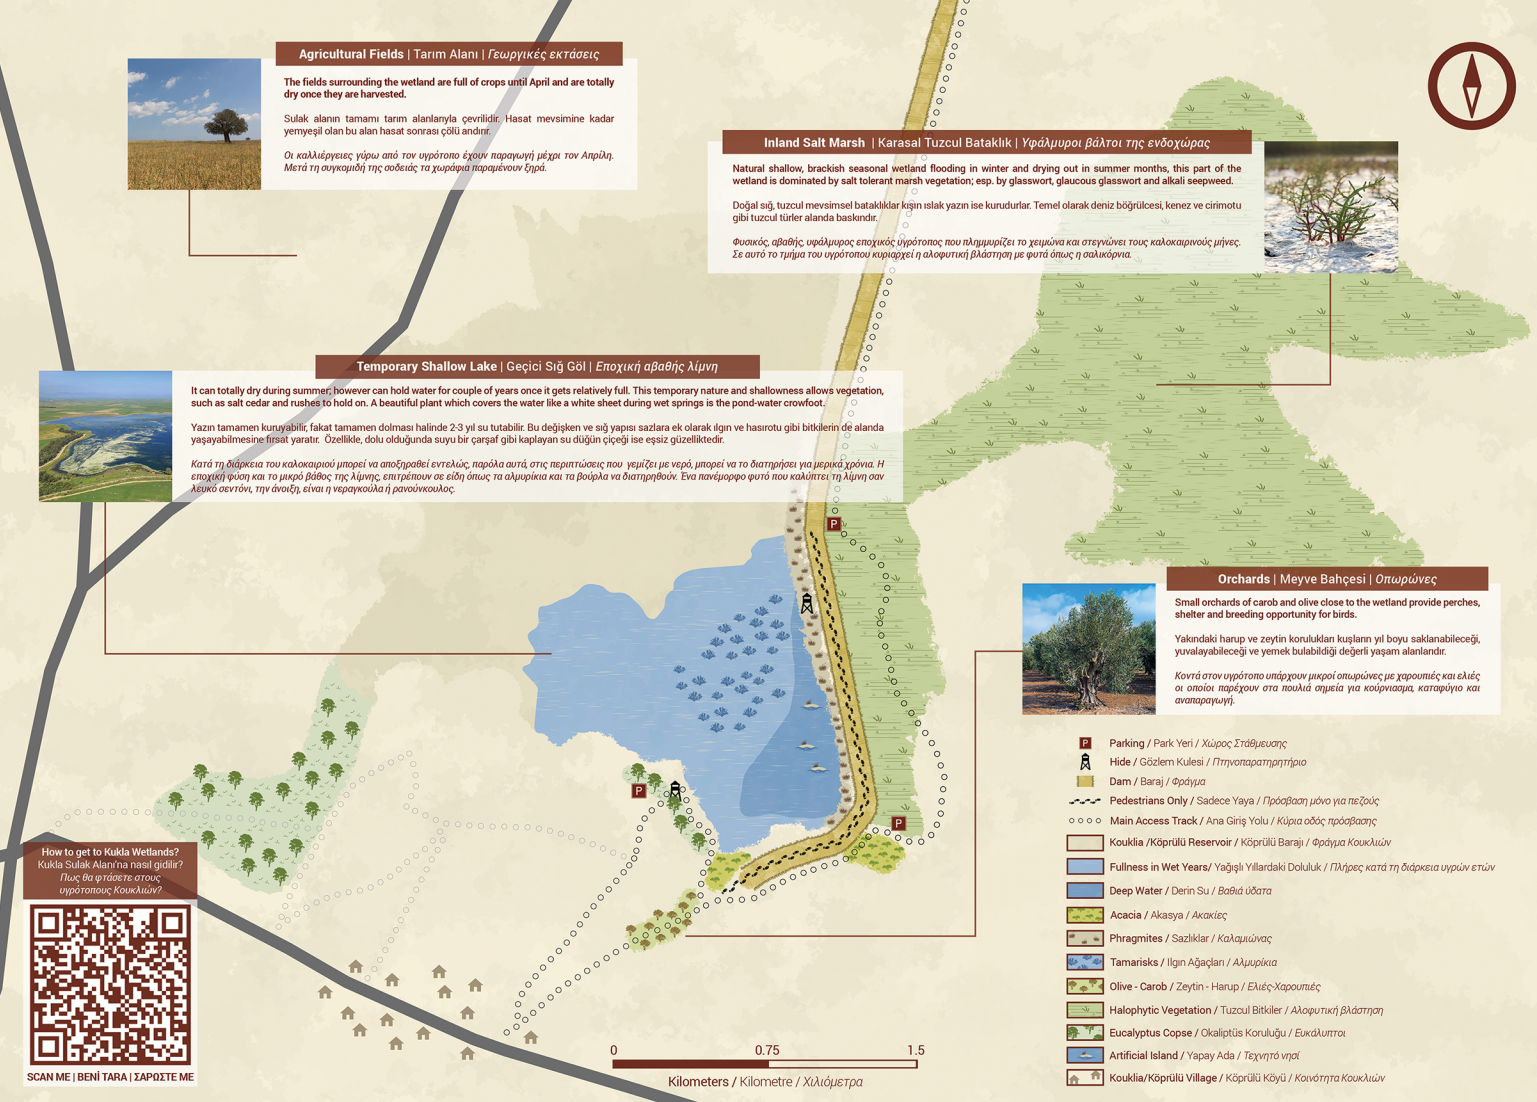 Agricultural Fields | Tarım Alanı | Γεωργικές εκτάσεις
The fields surrounding the wetland are full of crops until April and are totally
dry once they are harvested.
Sulak alanın tamamı tarım alanlarıyla çevrilidir. Hasat mevsimine kadar
yemyeşil olan bu alan hasat sonrası çölü andırır.
Οι καλλιέργειες γύρω από τον υγρότοπο έχουν παραγωγή μέχρι τον Απρίλη.
Μετά τη συγκομιδή της σοδειάς τα χωράφια παραμένουν ξηρά.
Inland Salt Marsh | Karasal Tuzcul Bataklık | Υφάλμυροι βάλτοι της ενδοχώρας
Natural shallow, brackish seasonal wetland flooding in winter and drying out in summer months, this part of the
wetland is dominated by salt tolerant marsh vegetation; esp. by glasswort, glaucous glasswort and alkali seepweed.
Doğal sığ, tuzcul mevsimsel bataklıklar kışın ıslak yazın ise kurudurlar. Temel olarak deniz böğrülcesi, kenez ve cirimotu
gibi tuzcul türler alanda baskındır.
Φυσικός, αβαθής, υφάλμυρος εποχικός υγρότοπος που πλημμυρίζει το χειμώνα και στεγνώνει τους καλοκαιρινούς μήνες.
Σε αυτό το τμήμα του υγρότοπου κυριαρχεί η αλοφυτική βλάστηση με φυτά όπως η σαλικόρνια.
Temporary Shallow Lake | Geçici Sığ Göl | Εποχική αβαθής λίμνη
It can totally dry during summer; however can hold water for couple of years once it gets relatively full. This temporary nature and shallowness allows vegetation,
such as salt cedar and rushes to hold on. A beautiful plant which covers the water like a white sheet during wet springs is the pond-water crowfoot.
Yazın tamamen kuruyabilir, fakat tamamen dolması halinde 2-3 yıl su tutabilir. Bu değişken ve sığ yapısı sazlara ek olarak ılgın ve hasırotu gibi bitkilerin de alanda
yaşayabilmesine fırsat yaratır. Özellikle, dolu olduğunda suyu bir çarşaf gibi kaplayan su düğün çiçeği ise eşsiz güzelliktedir.
Κατά τη διάρκεια του καλοκαιριού μπορεί να αποξηραθεί εντελώς, παρόλα αυτά, στις περιπτώσεις που γεμίζει με νερό, μπορεί να το διατηρήσει για μερικά χρόνια. Η
εποχική φύση και το μικρό βάθος της λίμνης, επιτρέπουν σε είδη όπως τα αλμυρίκια και τα βούρλα να διατηρηθούν. Ένα πανέμορφο φυτό που καλύπτει τη λίμνη σαν
λευκό σεντόνι, την άνοιξη, είναι η νεραγκούλα ή ρανούνκουλος.
P
Orchards | Meyve Bahçesi | Οπωρώνες
Small orchards of carob and olive close to the wetland provide perches,
shelter and breeding opportunity for birds.
Yakındaki harup ve zeytin korulukları kuşların yıl boyu saklanabileceği,
yuvalayabileceği ve yemek bulabildiği değerli yaşam alanlarıdır.
Κοντά στον υγρότοπο υπάρχουν μικροί οπωρώνες με χαρουπιές και ελιές
οι οποίοι παρέχουν στα πουλιά σημεία για κούρνιασμα, καταφύγιο και
αναπαραγωγή.
P
P
P Parking / Park Yeri / Χώρος Στάθμευσης
Hide / Gözlem Kulesi / Πτηνοπαρατηρητήριο
Dam / Baraj / Φράγμα
Pedestrians Only / Sadece Yaya / Πρόσβαση μόνο για πεζούς
Main Access Track / Ana Giriş Yolu / Κύρια οδός πρόσβασης
Kouklia /Köprülü Reservoir / Köprülü Barajı / Φράγμα Κουκλιών
Fullness in Wet Years/ Yağışlı Yıllardaki Doluluk / Πλήρες κατά τη διάρκεια υγρών ετών
Deep Water / Derin Su / Βαθιά ύδατα
Acacia / Akasya / Ακακίες
Phragmites / Sazlıklar / Καλαμιώνας
Tamarisks / Ilgın Ağaçları / Αλμυρίκια
Olive - Carob / Zeytin - Harup / Ελιές-Χαρουπιές
Halophytic Vegetation / Tuzcul Bitkiler / Αλοφυτική βλάστηση
Eucalyptus Copse / Okaliptüs Koruluğu / Ευκάλυπτοι
Artificial Island / Yapay Ada / Τεχνητό νησί
Kouklia/Köprülü Village / Köprülü Köyü / Κοινότητα Κουκλιών
How to get to Kukla Wetlands?
Kukla Sulak Alanı'na nasıl gidilir?
Πως θα φτάσετε στους
υγρότοπους Κουκλιών?
SCAN ME | BENİ TARA | ΣΑΡΩΣΤΕ ΜΕ
0 0.75 1.5
Kilometers / Kilometre / Χιλιόμετρα